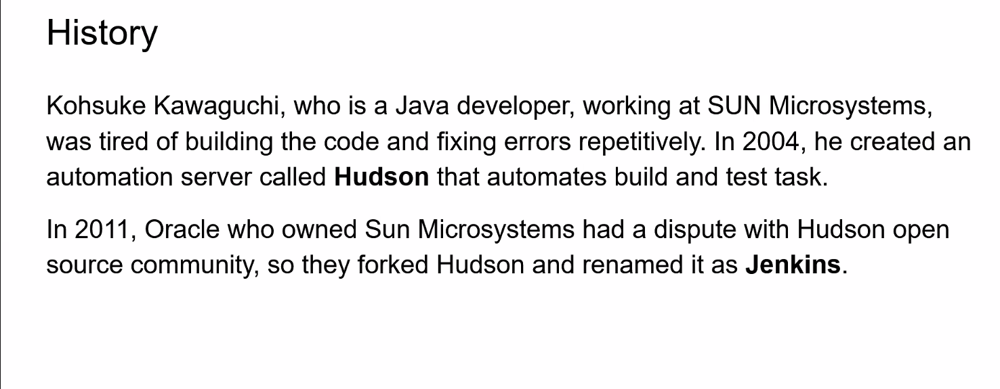 History
Kohsuke Kawaguchi, who is a Java developer, working at SUN Microsystems,
was tired of building the code and fixing errors repetitively. In 2004, he created an
automation server called Hudson that automates build and test task.
In 2011, Oracle who owned Sun Microsystems had a dispute with Hudson open
source community, so they forked Hudson and renamed it as Jenkins.